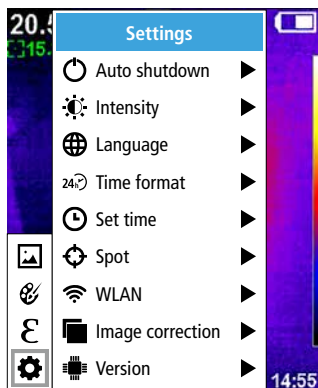 20.5
15.
Settings
Auto shutdown
Intensity
Language
24h Time format
Set time
Spot
WLAN
ε Image correction
Version
14:55